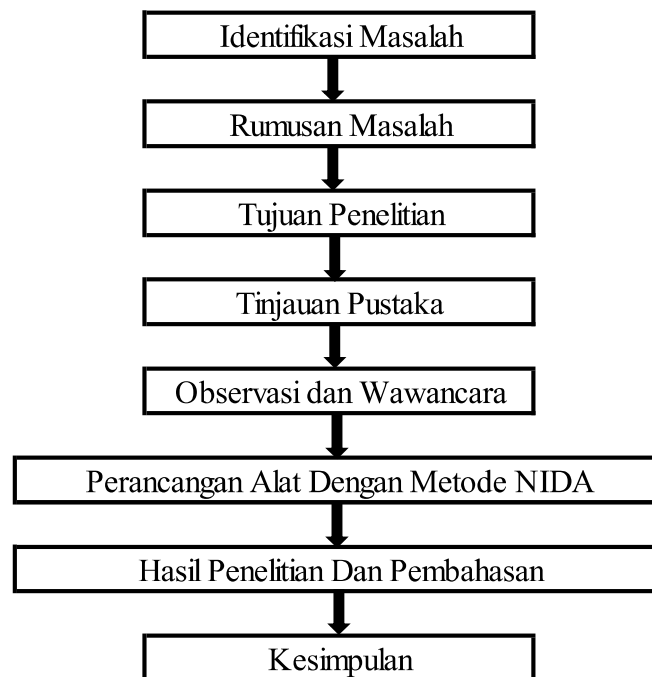 Identifikasi Masalah
Rumusan Masalah
Tujuan Penelitian
Tinjauan Pustaka
Observasi dan Wawancara
Perancangan Alat Dengan Metode NIDA
Hasil Penelitian Dan Pembahasan
Kesimpulan